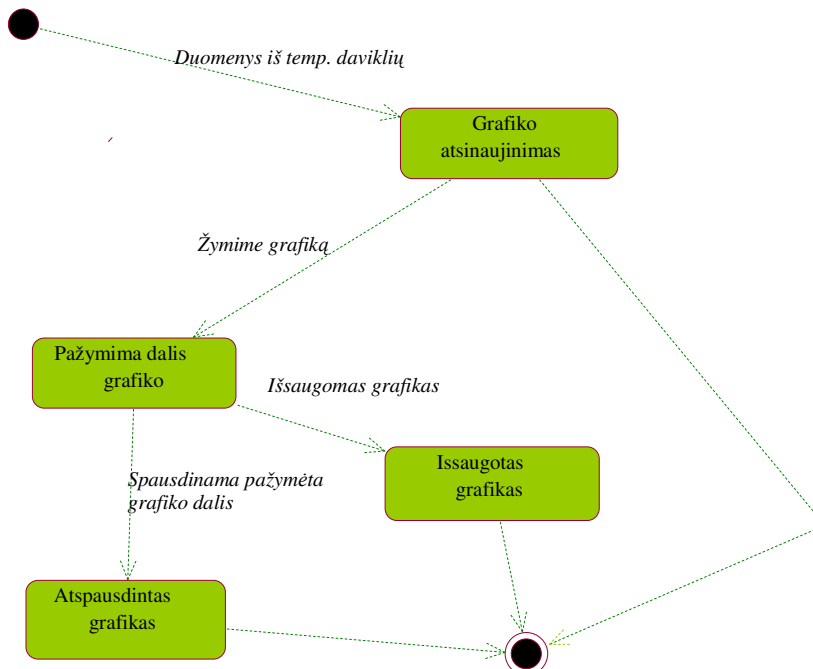 Duomenys iš temp. daviklių
Grafiko
atsinaujinimas
Žymime grafiką
Pažymima dalis
grafiko
Išsaugomas grafikas
Issaugotas
grafikas
Spausdinama pažymėta
grafiko dalis
Atspausdintas
grafikas